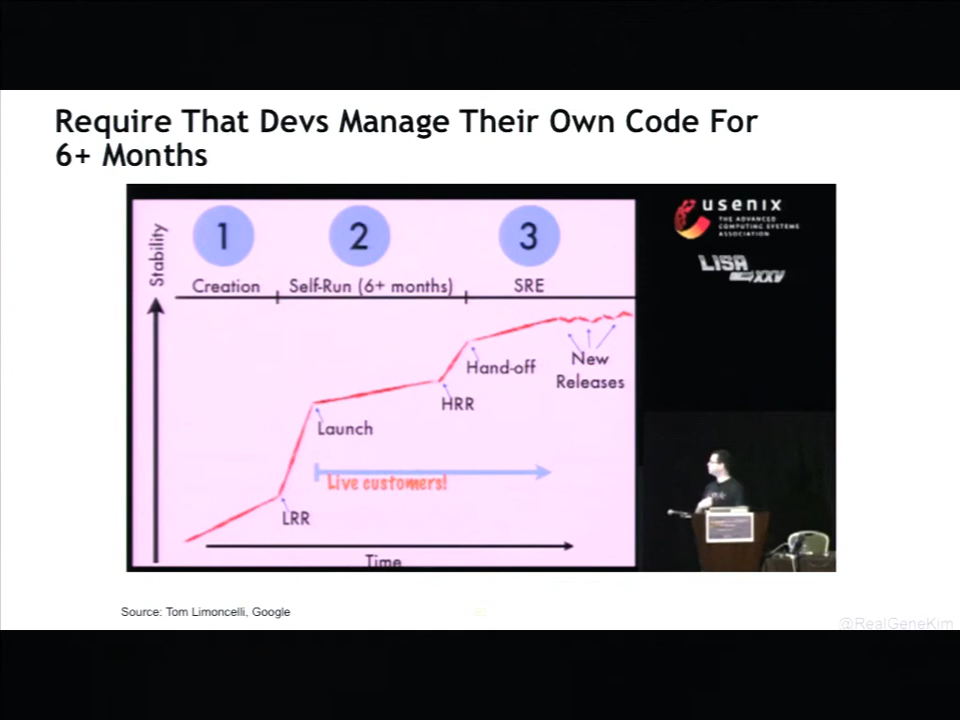 Require That Devs Manage Their Own Code For
6+ Months
1
2
3
Stability
Creation
Self-Run (6+ months)
SRE
Hand-off
New
Releases
HRR
Launch
Live customers!
LRR
Time
usenix
THE ADVANCED
COMPUTING SYSTEMS
ASSOCIATION
LISA
XXV
Source: Tom Limoncelli, Google
@RealGeneKim